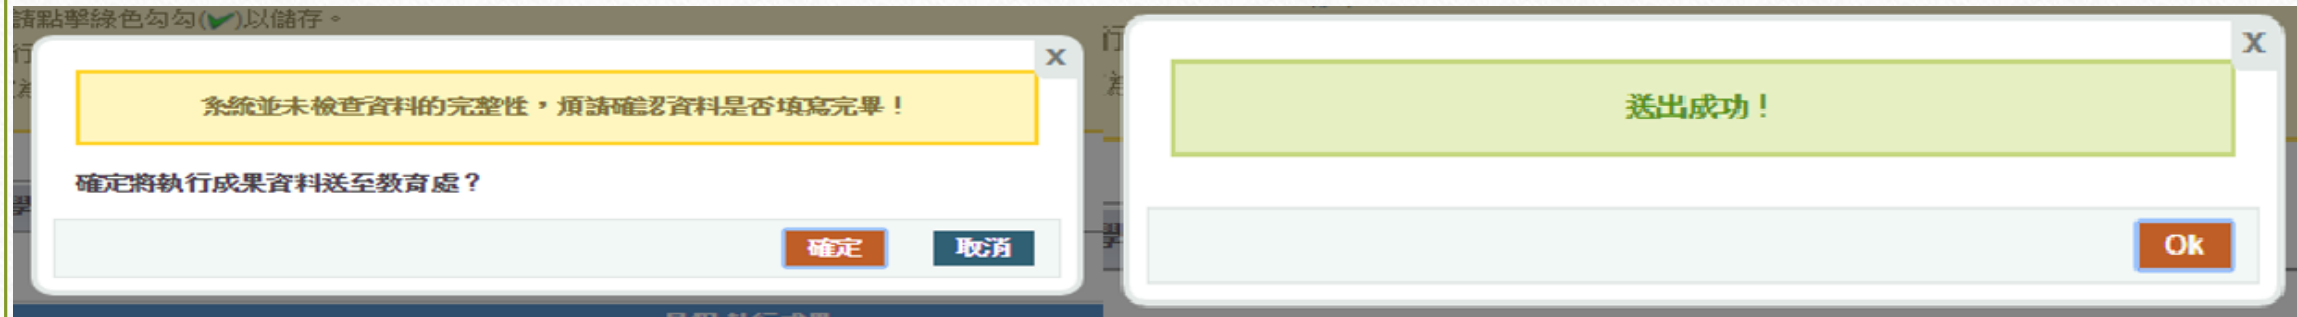 請點擊綠色勾勾(✔)以儲存。
x
系統並未檢查資料的完整性，煩請確認資料是否填寫完畢！
確定將執行成果資料送至教育處？
確定
取消
x
送出成功！
Ok